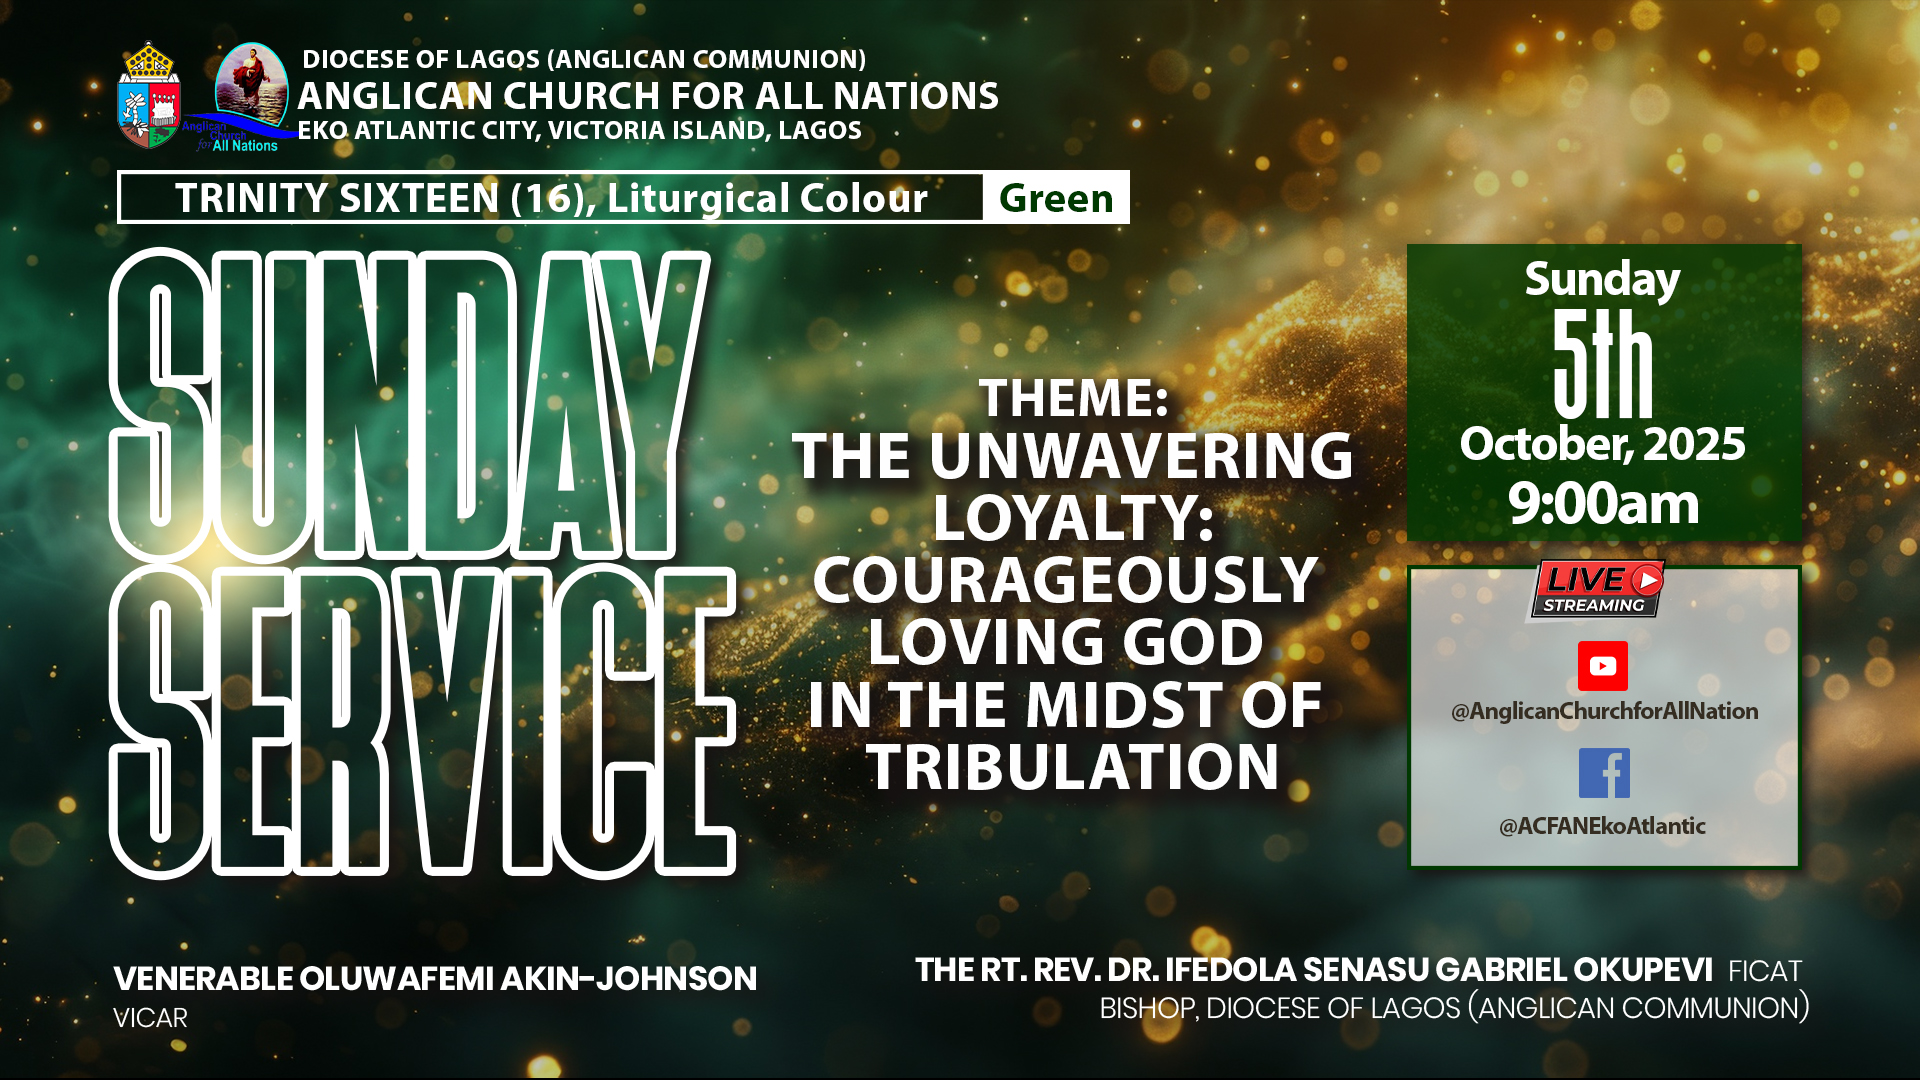 DIOCESE OF LAGOS (ANGLICAN COMMUNION)
ANGLICAN CHURCH FOR ALL NATIONS
EKO ATLANTIC CITY, VICTORIA ISLAND, LAGOS
Anglican
Church
for All Nations
TRINITY SIXTEEN (16), Liturgical Colour Green
SUNDAY
SERVICE
THEME:
THE UNWAVERING
LOYALTY:
COURAGEOUSLY
LOVING GOD
IN THE MIDST OF
TRIBULATION
Sunday
5th
October, 2025
9:00am
LIVE
STREAMING
@AnglicanChurchforAllNation
@ACFANEkoAtlantic
VENERABLE OLUWAFEMI AKIN-JOHNSON
VICAR
THE RT. REV. DR. IFEDOLA SENASU GABRIEL OKUPEVI FICAT
BISHOP, DIOCESE OF LAGOS (ANGLICAN COMMUNION)